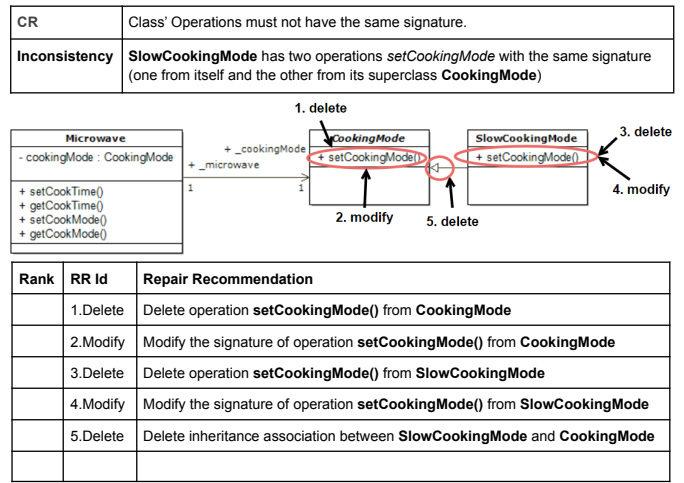 CR Class' Operations must not have the same signature.
Inconsistency SlowCookingMode has two operations setCookingMode with the same signature
(one from itself and the other from its superclass CookingMode)
1. delete
Microwave
- cookingMode : CookingMode
+ setCookTime()
+ getCookTime()
+ setCookMode()
+ getCookMode()
+ _cookingMode
+ _microwave
1
1
CookingMode
+ setCookingMode()
SlowCookingMode
+ setCookingMode()
3. delete
4. modify
2. modify
5. delete
Rank RR Id Repair Recommendation
1.Delete Delete operation setCookingMode() from CookingMode
2.Modify Modify the signature of operation setCookingMode() from CookingMode
3.Delete Delete operation setCookingMode() from SlowCookingMode
4.Modify Modify the signature of operation setCookingMode() from SlowCookingMode
5.Delete Delete inheritance association between SlowCookingMode and CookingMode